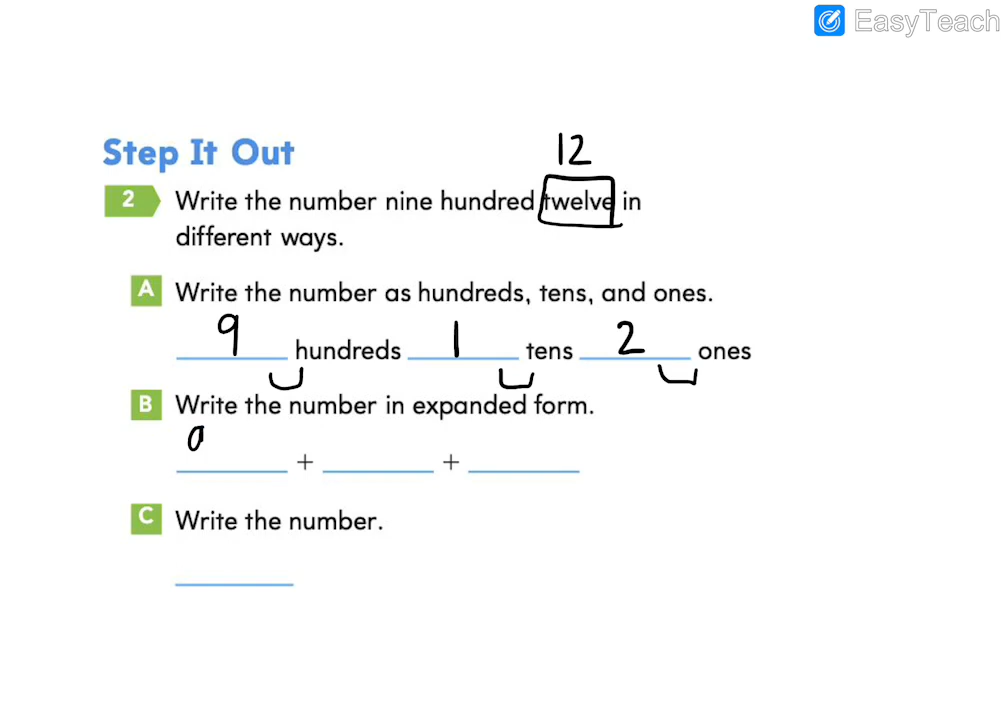 EasyTeach
Step It Out
12
2 Write the number nine hundred twelve in
different ways.
A Write the number as hundreds, tens, and ones.
9 hundreds 1 tens 2 ones
B Write the number in expanded form.
+ +
C Write the number.